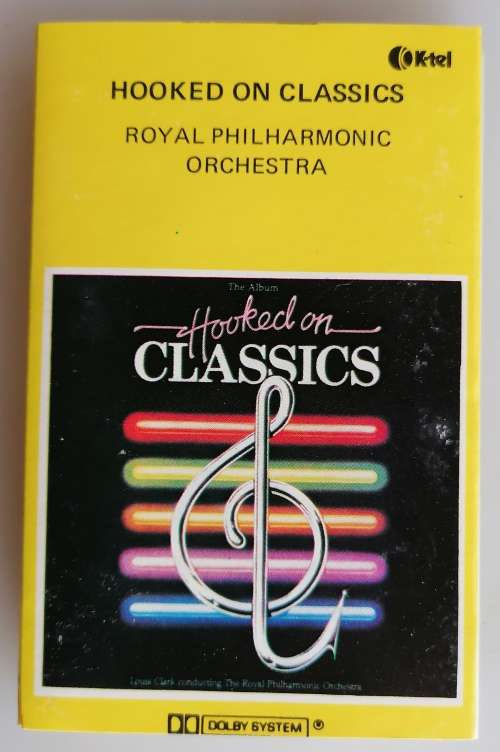 K-tel
HOOKED ON CLASSICS
ROYAL PHILHARMONIC
ORCHESTRA
The Album
Hooked on
CLASSICS
Louis Clark conducting The Royal Philharmonic Orchestra
DOLBY SYSTEM ®